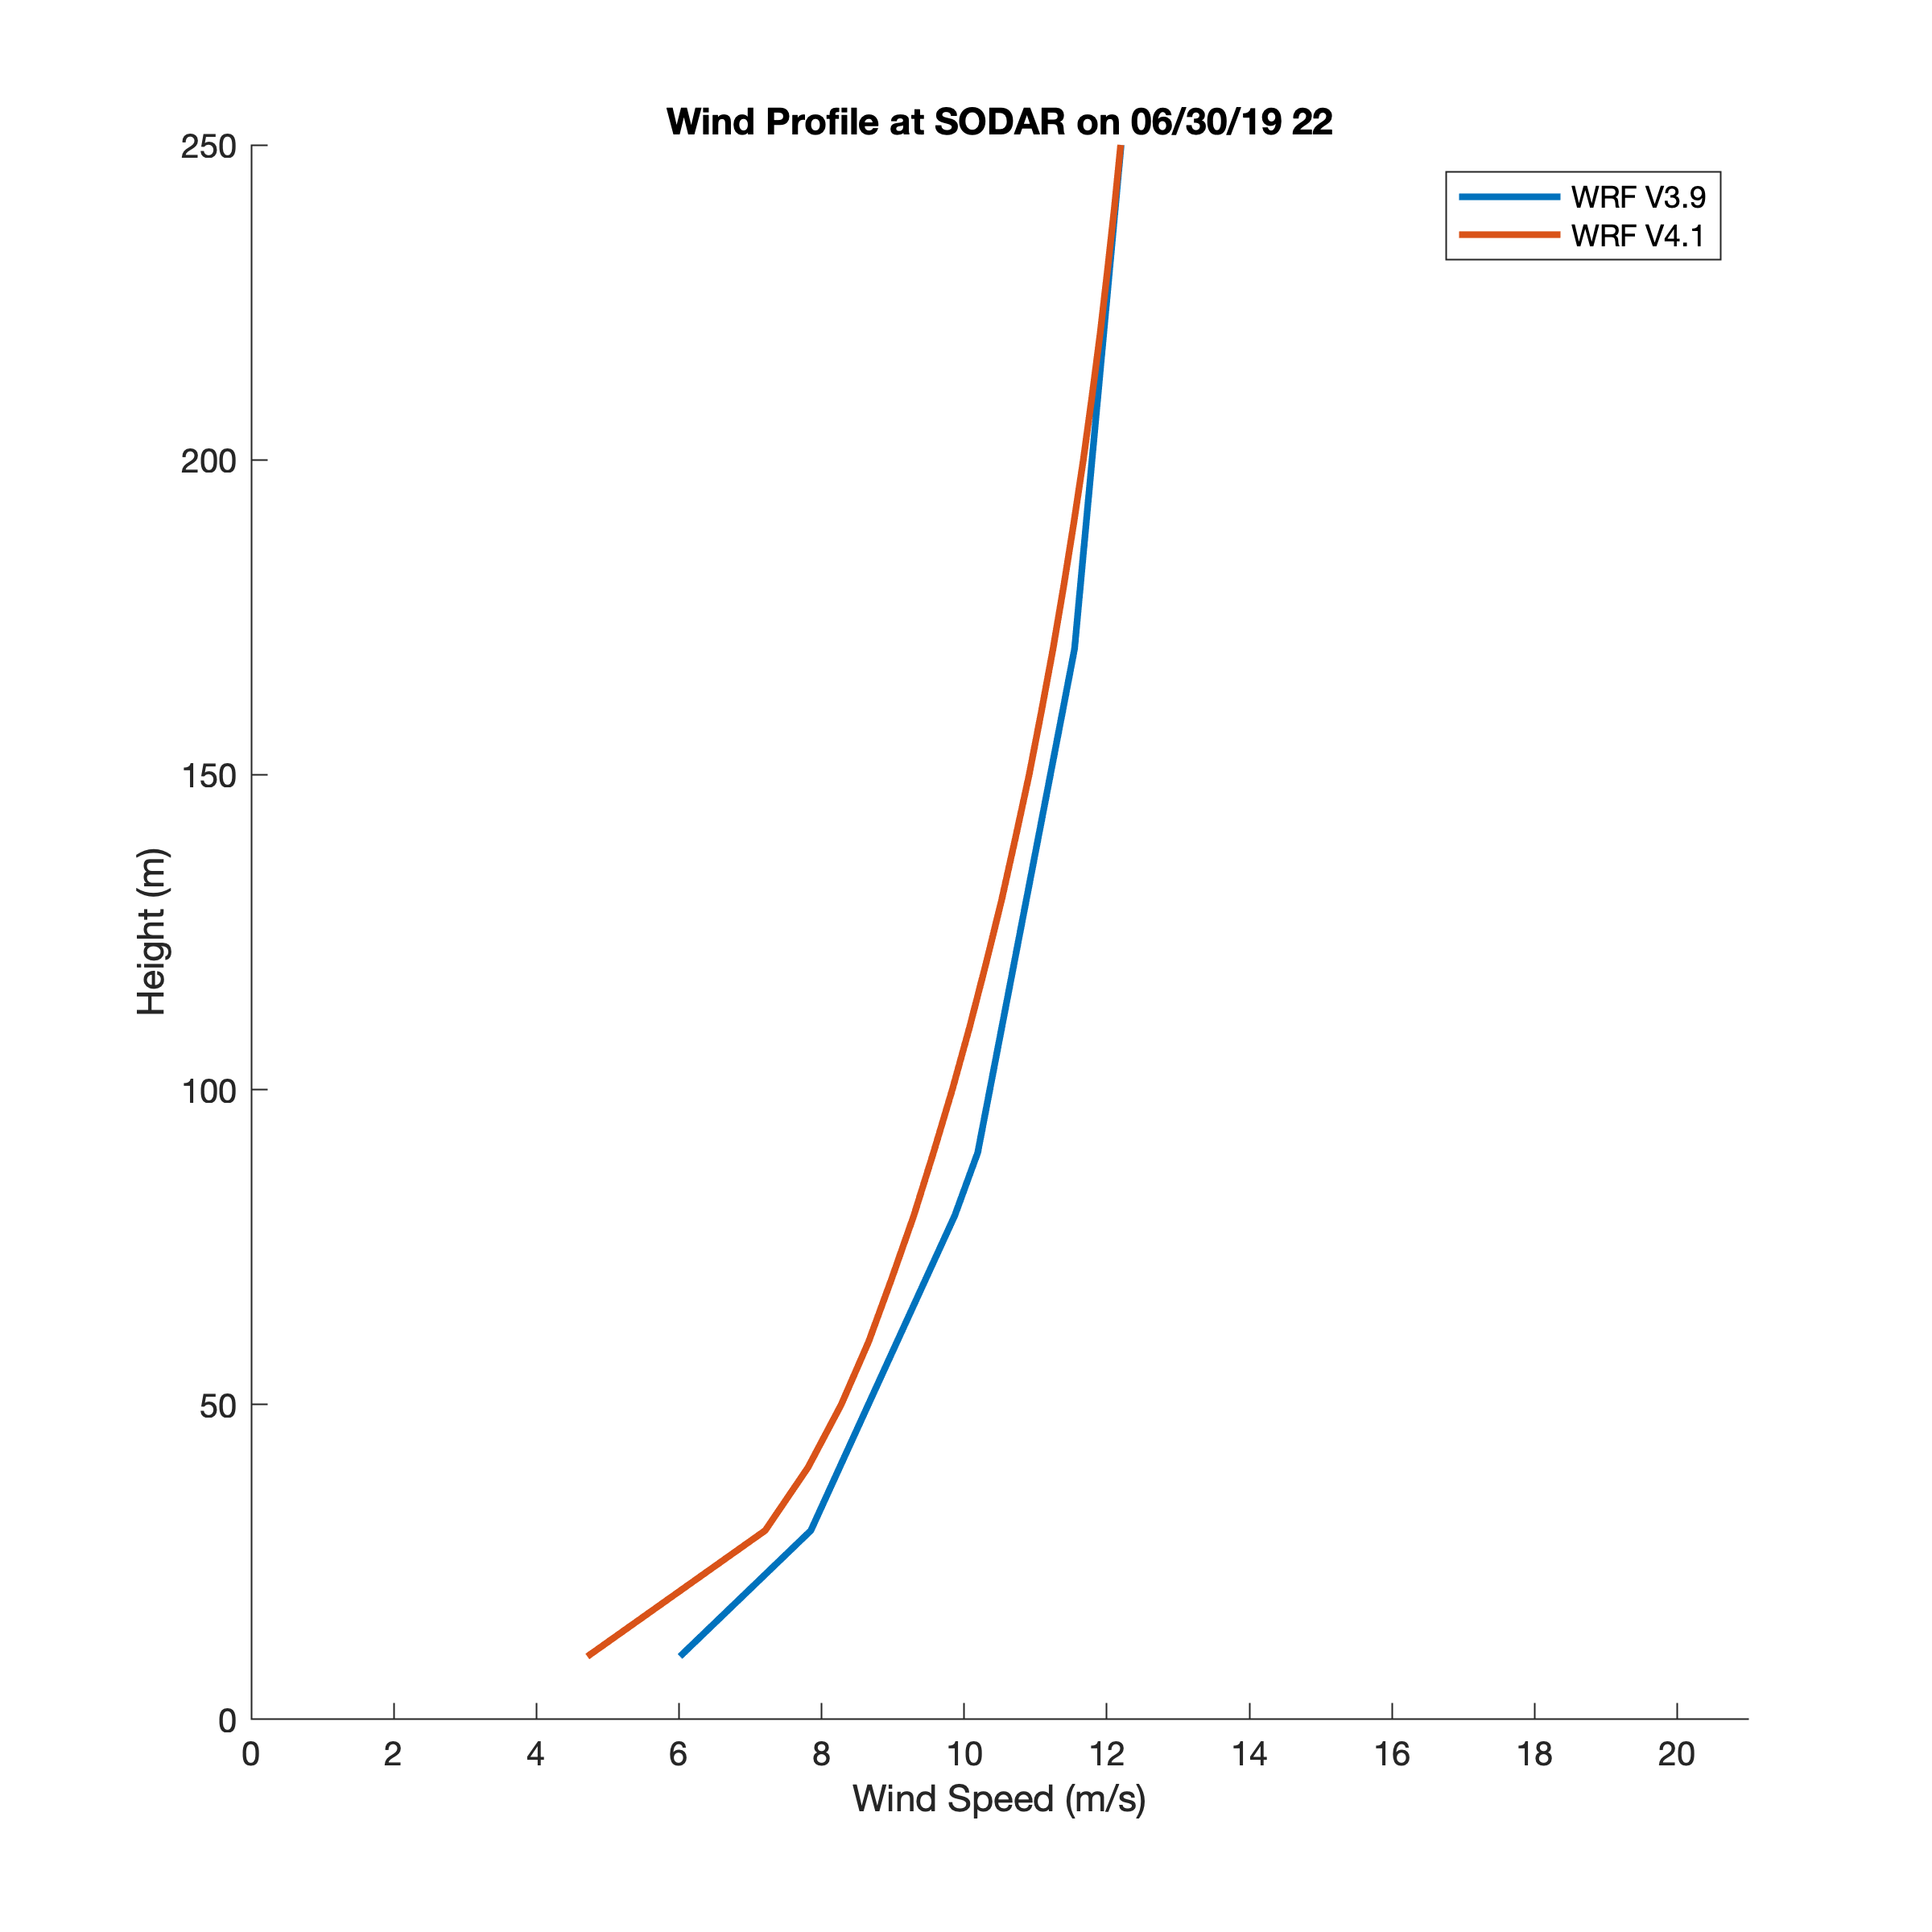 Wind Profile at SODAR on 06/30/19 22
WRF V3.9
WRF V4.1
250
200
150
100
50
0
Height (m)
0 2 4 6 8 10 12 14 16 18 20
Wind Speed (m/s)